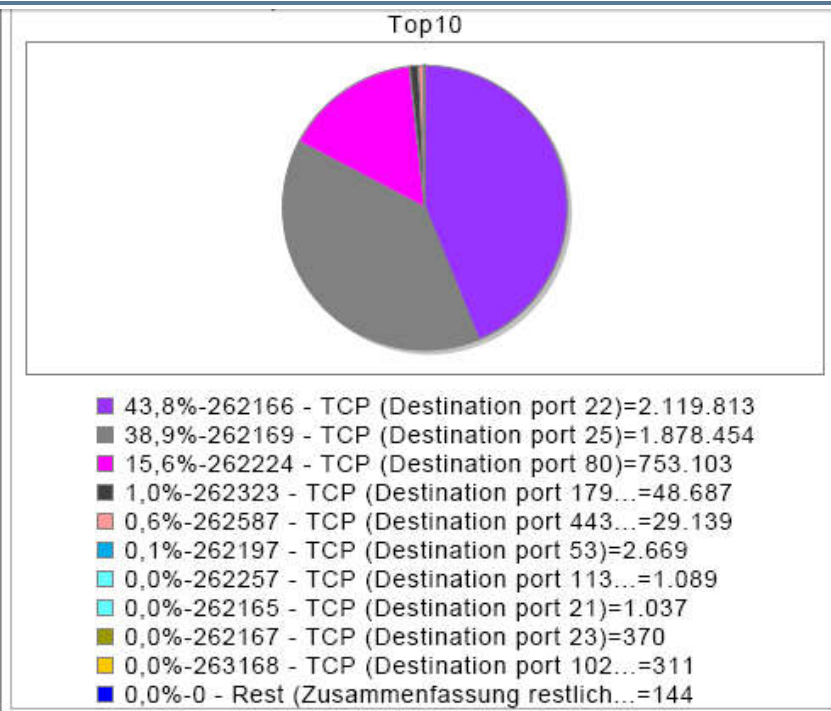 Top10
43,8%-262166 - TCP (Destination port 22)=2.119.813
38,9%-262169 - TCP (Destination port 25)=1.878.454
15,6%-262224 - TCP (Destination port 80)=753.103
1,0%-262323 - TCP (Destination port 179...=48.687
0,6%-262587 - TCP (Destination port 443...=29.139
0,1%-262197 - TCP (Destination port 53)=2.669
0,0%-262257 - TCP (Destination port 113...=1.089
0,0%-262165 - TCP (Destination port 21)=1.037
0,0%-262167 - TCP (Destination port 23)=370
0,0%-263168 - TCP (Destination port 102...=311
0,0%-0 - Rest (Zusammenfassung restlich...=144